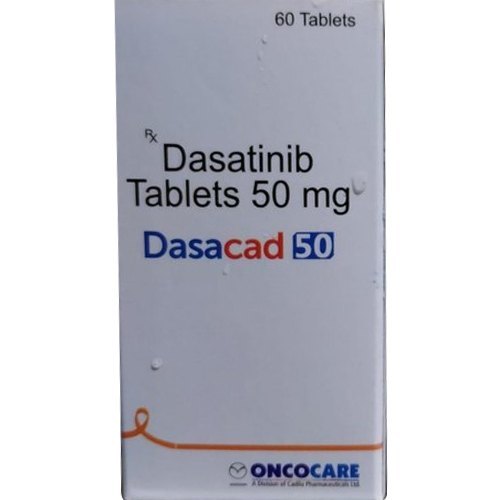 60 Tablets
Rx
Dasatinib
Tablets 50 mg
Dasacad 50
ONCOCARE
A Division of Cadila Pharmaceuticals Ltd.